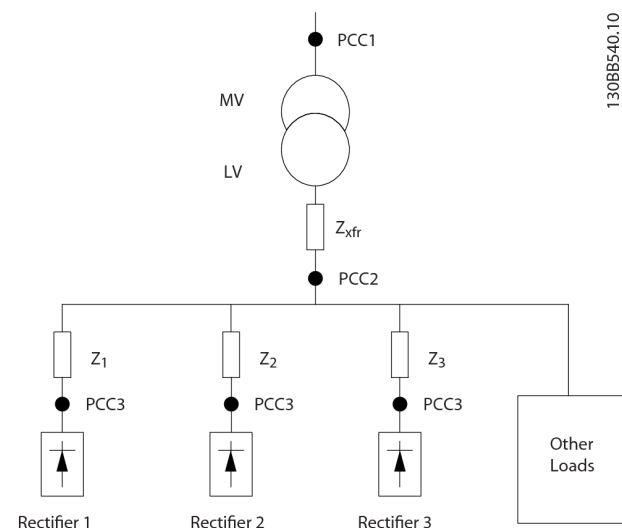 130BB540.10
PCC1
MV
LV
Zxfr
PCC2
Z1
Z2
Z3
PCC3
PCC3
PCC3
Other
Loads
Rectifier 1
Rectifier 2
Rectifier 3